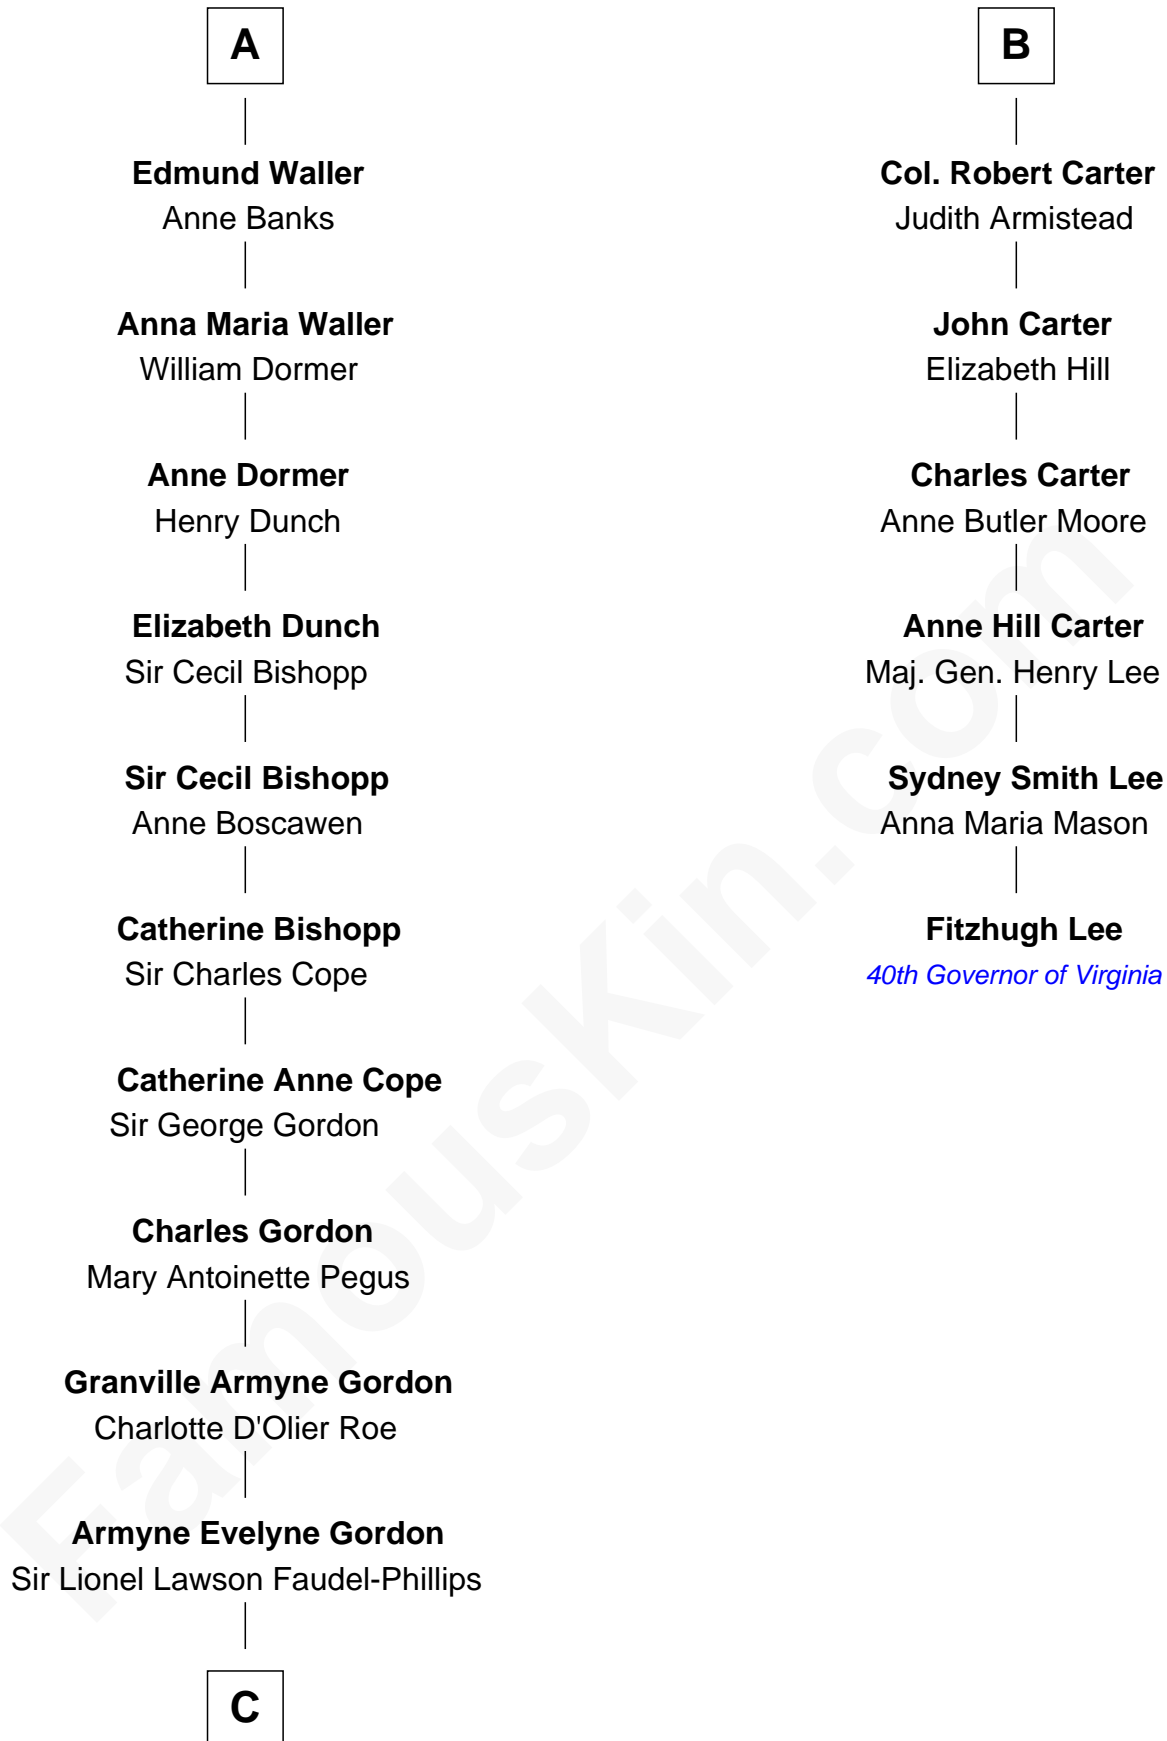 A
Edmund Waller
Anne Banks
Anna Maria Waller
William Dormer
Anne Dormer
Henry Dunch
Elizabeth Dunch
Sir Cecil Bishopp
Sir Cecil Bishopp
Anne Boscawen
Catherine Bishopp
Sir Charles Cope
Catherine Anne Cope
Sir George Gordon
Charles Gordon
Mary Antoinette Pegus
Granville Armyne Gordon
Charlotte D'Olier Roe
Armyne Evelyne Gordon
Sir Lionel Lawson Faudel-Phillips
C
B
Col. Robert Carter
Judith Armistead
John Carter
Elizabeth Hill
Charles Carter
Anne Butler Moore
Anne Hill Carter
Maj. Gen. Henry Lee
Sydney Smith Lee
Anna Maria Mason
Fitzhugh Lee
40th Governor of Virginia
FamousKin.com